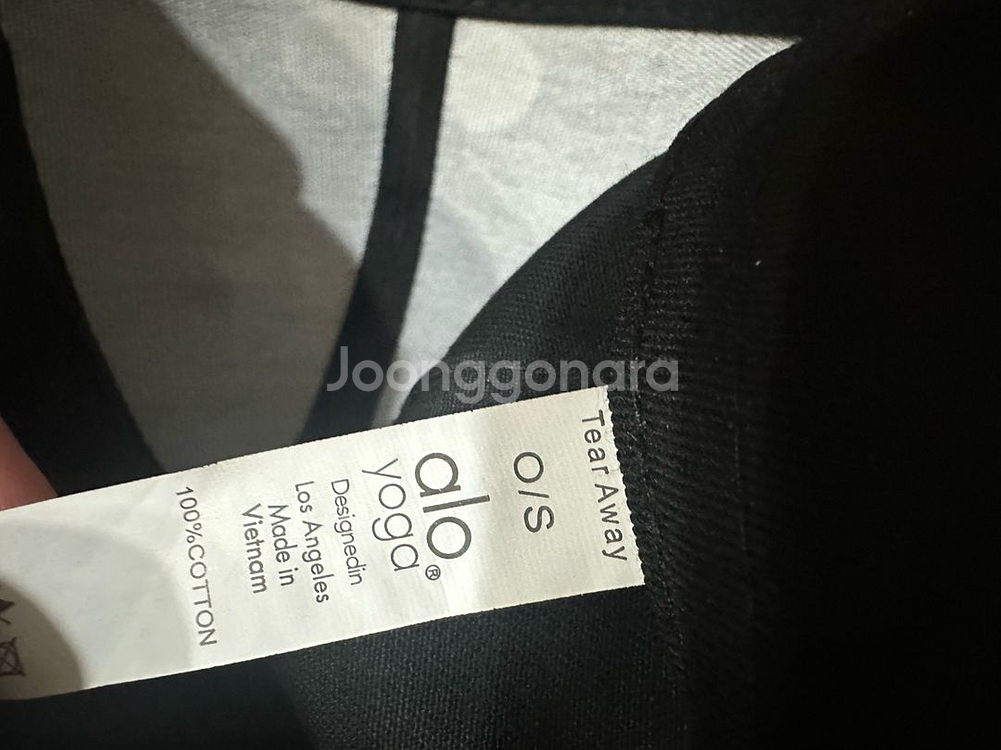 Joonggonara
Tear Away
O/S
alo®
yoga
Designedin
Los Angeles
Made in
Vietnam
100%COTTON